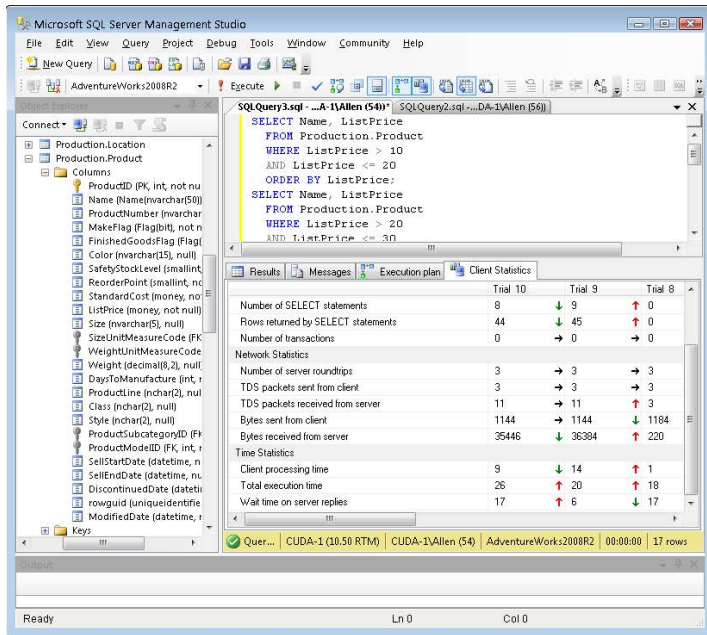 Microsoft SQL Server Management Studio
File Edit View Query Project Debug Tools Window Community Help
New Query
AdventureWorks2008R2 Execute
Object Explorer
SQLQuery3.sql -...A-1\Allen (54))* SQLQuery2.sql -...DA-1\Allen (56))
Connect
Production.Location
Production.Product
Columns
ProductID (PK, int, not nu
Name (Name(nvarchar(50))
ProductNumber (nvarchar
MakeFlag (Flag(bit), not n
FinishedGoodsFlag (Flag(
Color (nvarchar(15), null)
SafetyStockLevel (smallint,
ReorderPoint (smallint, no
StandardCost (money, no
ListPrice (money, not null)
Size (nvarchar(5), null)
SizeUnitMeasureCode (FK
WeightUnitMeasureCode
Weight (decimal(8,2), null
DaysToManufacture (int, r
ProductLine (nchar(2), nul
Class (nchar(2), null)
Style (nchar(2), null)
ProductSubcategoryID (FK
ProductModelID (FK, int, r
SellStartDate (datetime, n
SellEndDate (datetime, nu
DiscontinuedDate (dateti
rowguid (uniqueidentifie
ModifiedDate (datetime, r
Keys
SELECT Name, ListPrice
FROM Production.Product
WHERE ListPrice > 10
AND ListPrice <= 20
ORDER BY ListPrice;
SELECT Name, ListPrice
FROM Production.Product
WHERE ListPrice > 20
AND ListPrice <= 30
Results Messages Execution plan Client Statistics
Trial 10 Trial 9 Trial 8
Number of SELECT statements 8 ↓ 9 ↑ 0
Rows returned by SELECT statements 44 ↓ 45 ↑ 0
Number of transactions 0 → 0 → 0
Network Statistics
Number of server roundtrips 3 → 3 → 3
TDS packets sent from client 3 → 3 → 3
TDS packets received from server 11 → 11 ↑ 3
Bytes sent from client 1144 → 1144 ↓ 1184
Bytes received from server 35446 ↓ 36384 ↑ 220
Time Statistics
Client processing time 9 ↓ 14 ↑ 1
Total execution time 26 ↑ 20 ↑ 18
Wait time on server replies 17 ↑ 6 ↓ 17
Quer... CUDA-1 (10.50 RTM) CUDA-1\Allen (54) AdventureWorks2008R2 00:00:00 17 rows
Output
Ready Ln 0 Col 0